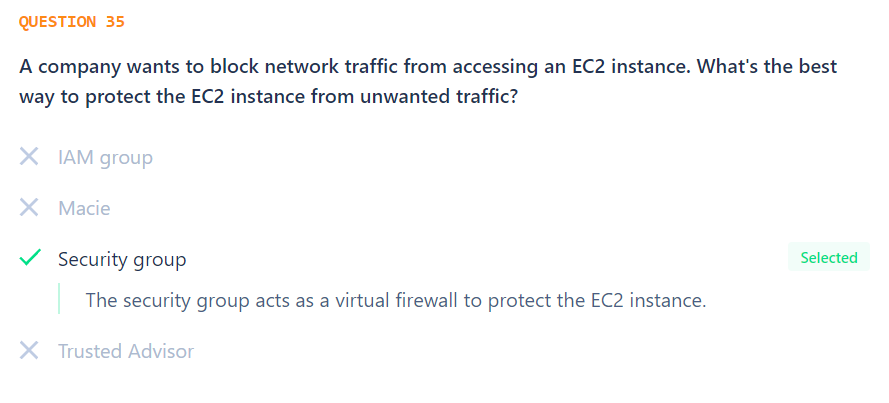 QUESTION 35
A company wants to block network traffic from accessing an EC2 instance. What's the best
way to protect the EC2 instance from unwanted traffic?
IAM group
Macie
Security group
Selected
The security group acts as a virtual firewall to protect the EC2 instance.
Trusted Advisor